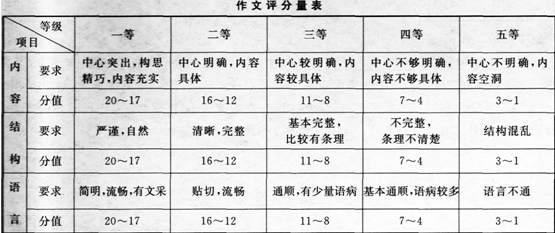 作文评分量表
等级
项目
一等 二等 三等 四等 五等
内容 要求 中心突出，构思精巧，内容充实 中心明确，内容具体 中心较明确，内容较具体 中心不够明确，内容不够具体 中心不明确，内容空洞
分值 20～17 16～12 11～8 7～4 3～1
结构 要求 严谨，自然 清晰，完整 基本完整，比较有条理 不完整，条理不清楚 结构混乱
分值 20～17 16～12 11～8 7～4 3～1
语言 要求 简明，流畅，有文采 贴切，流畅 通顺，有少量语病 基本通顺，语病较多 语言不通
分值 20～17 16～12 11～8 7～4 3～1